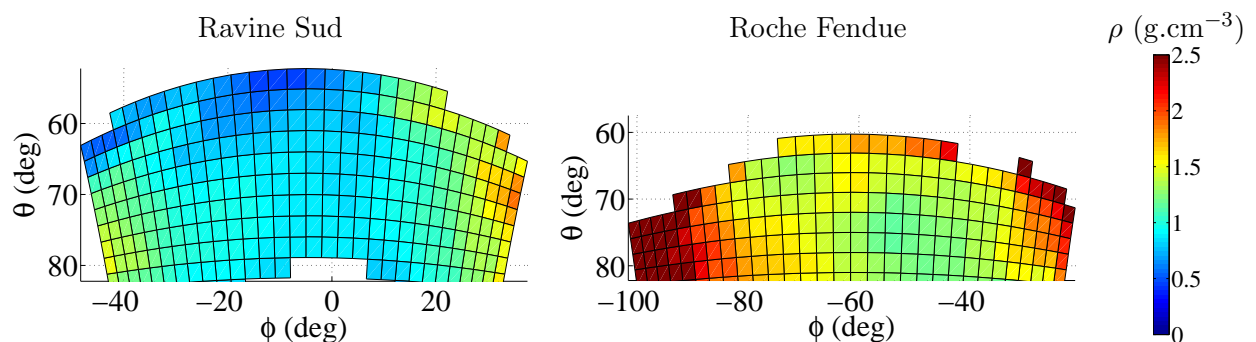 Ravine Sud
Roche Fendue
ρ (g.cm⁻³)
θ (deg)
60
70
80
−40
−20
0
20
ϕ (deg)
θ (deg)
60
70
80
−100
−80
−60
−40
ϕ (deg)
2.5
2
1.5
1
0.5
0